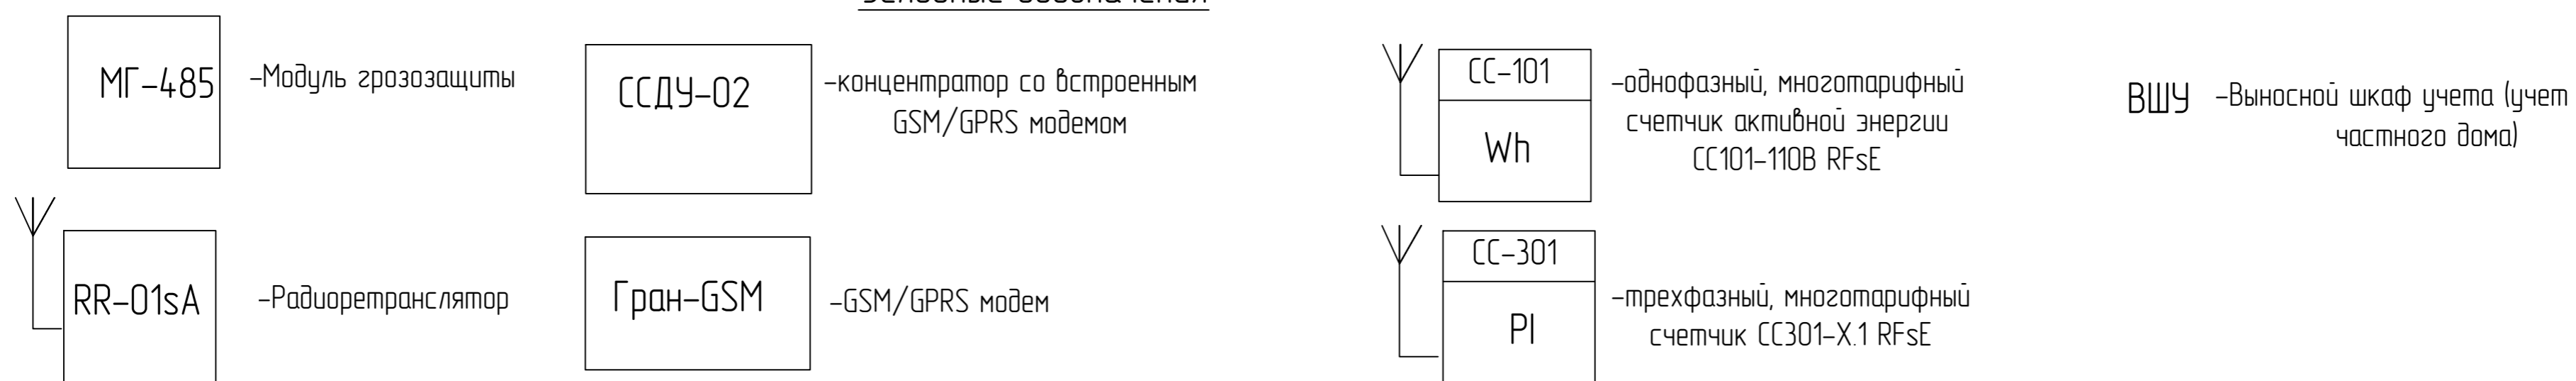 МГ-485
-Модуль грозозащиты
ССДУ-02
-концентратор со встроенным
GSM/GPRS модемом
СС-101
Wh
-однофазный, многотарифный
счетчик активной энергии
СС101-110В RFsE
ВШУ
-Выносной шкаф учета (учет
частного дома)
RR-01sA
-Радиоретранслятор
Гран-GSM
-GSM/GPRS модем
СС-301
PI
-трехфазный, многотарифный
счетчик СС301-Х.1 RFsE